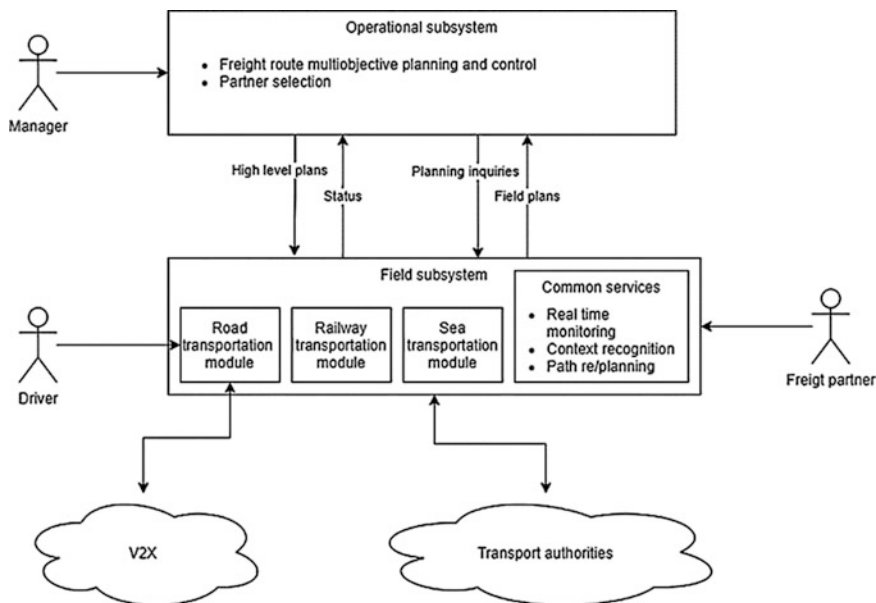 Operational subsystem
• Freight route multiobjective planning and control
• Partner selection
Manager
High level plans
Status
Planning inquiries
Field plans
Field subsystem
Road
transportation
module
Railway
transportation
module
Sea
transportation
module
Common services
• Real time
monitoring
• Context recognition
• Path re/planning
Driver
Freigt partner
V2X
Transport authorities